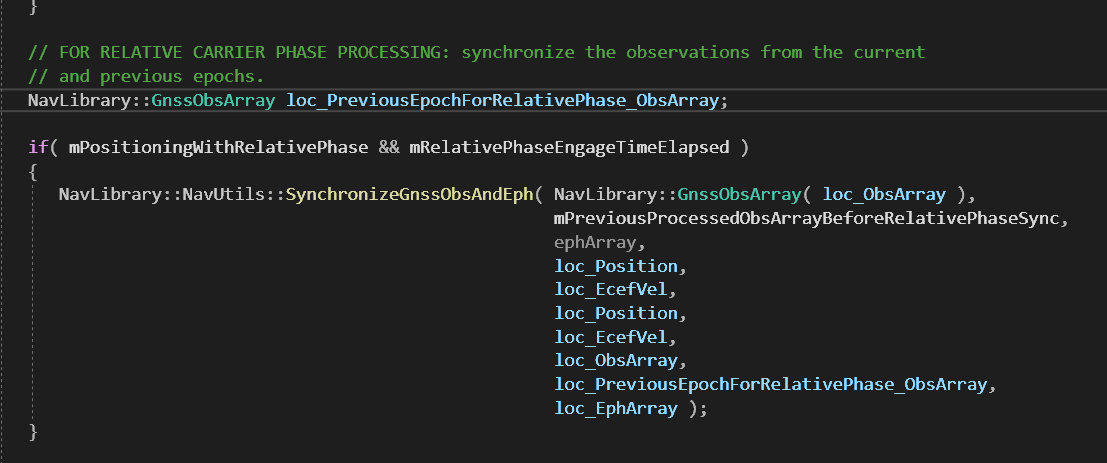 }
// FOR RELATIVE CARRIER PHASE PROCESSING: synchronize the observations from the current
// and previous epochs.
NavLibrary::GnssObsArray loc_PreviousEpochForRelativePhase_ObsArray;
if( mPositioningWithRelativePhase && mRelativePhaseEngageTimeElapsed )
{
NavLibrary::NavUtils::SynchronizeGnssObsAndEph( NavLibrary::GnssObsArray( loc_ObsArray ),
mPreviousProcessedObsArrayBeforeRelativePhaseSync,
ephArray,
loc_Position,
loc_EcefVel,
loc_Position,
loc_EcefVel,
loc_ObsArray,
loc_PreviousEpochForRelativePhase_ObsArray,
loc_EphArray );
}